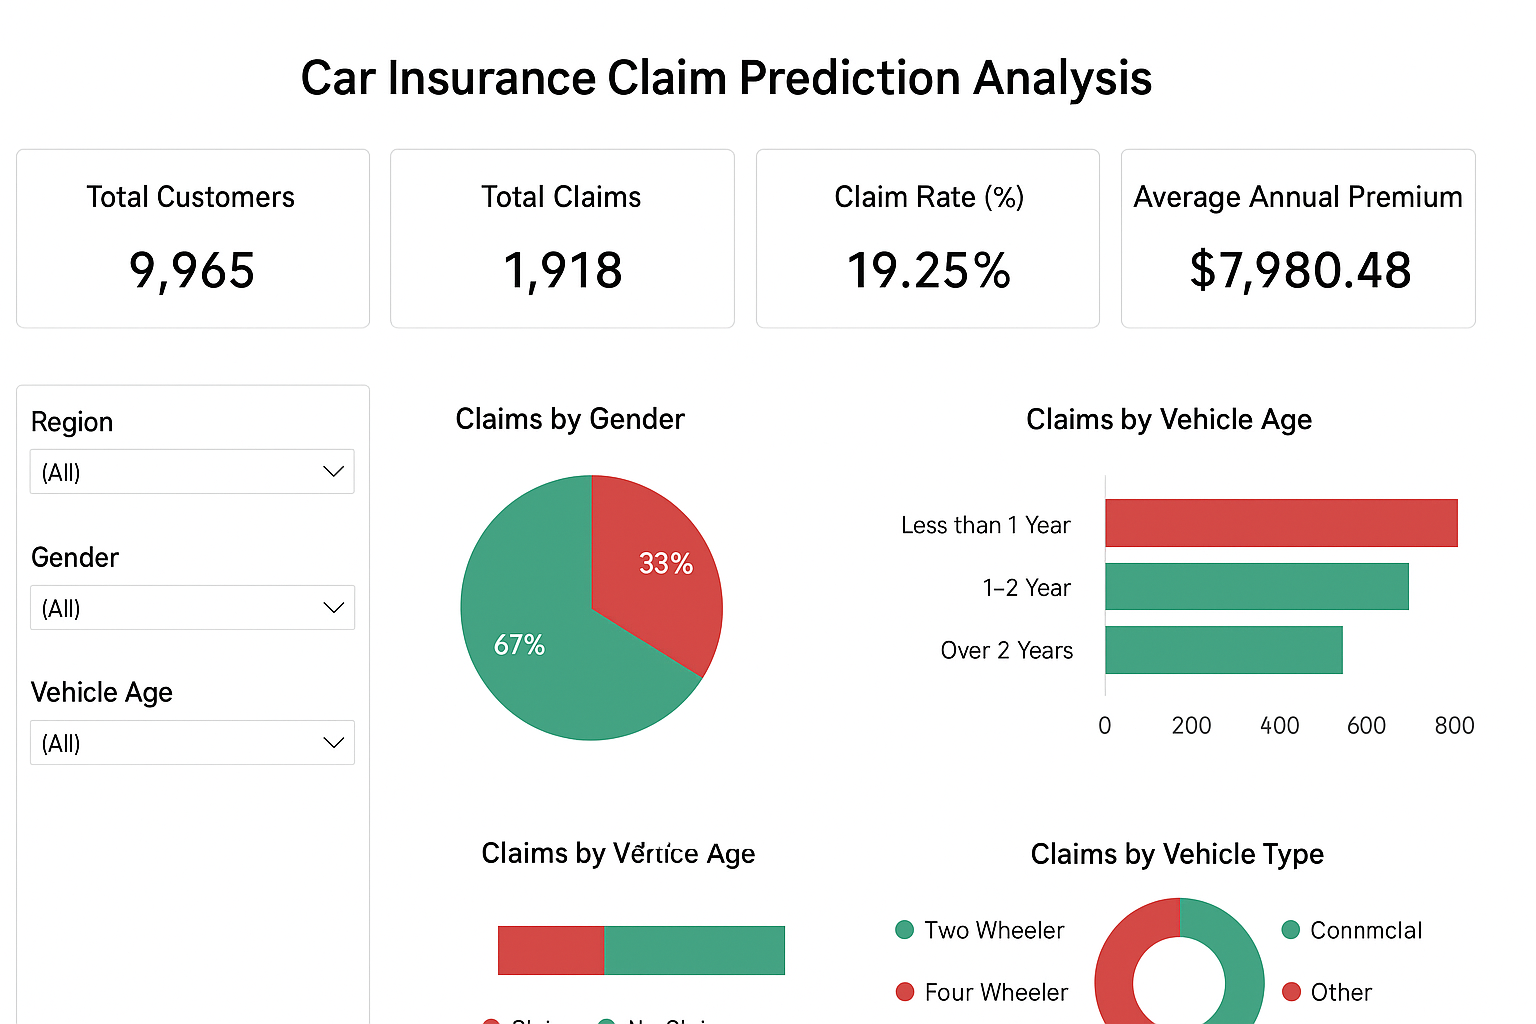 Car Insurance Claim Prediction Analysis
Total Customers
9,965
Total Claims
1,918
Claim Rate (%)
19.25%
Average Annual Premium
$7,980.48
Region
(All)
Gender
(All)
Vehicle Age
(All)
Claims by Gender
33%
67%
Claims by Vehicle Age
Less than 1 Year
1–2 Year
Over 2 Years
0 200 400 600 800
Claims by Age
Claims by Vehicle Type
Two Wheeler
Four Wheeler
Connmclal
Other